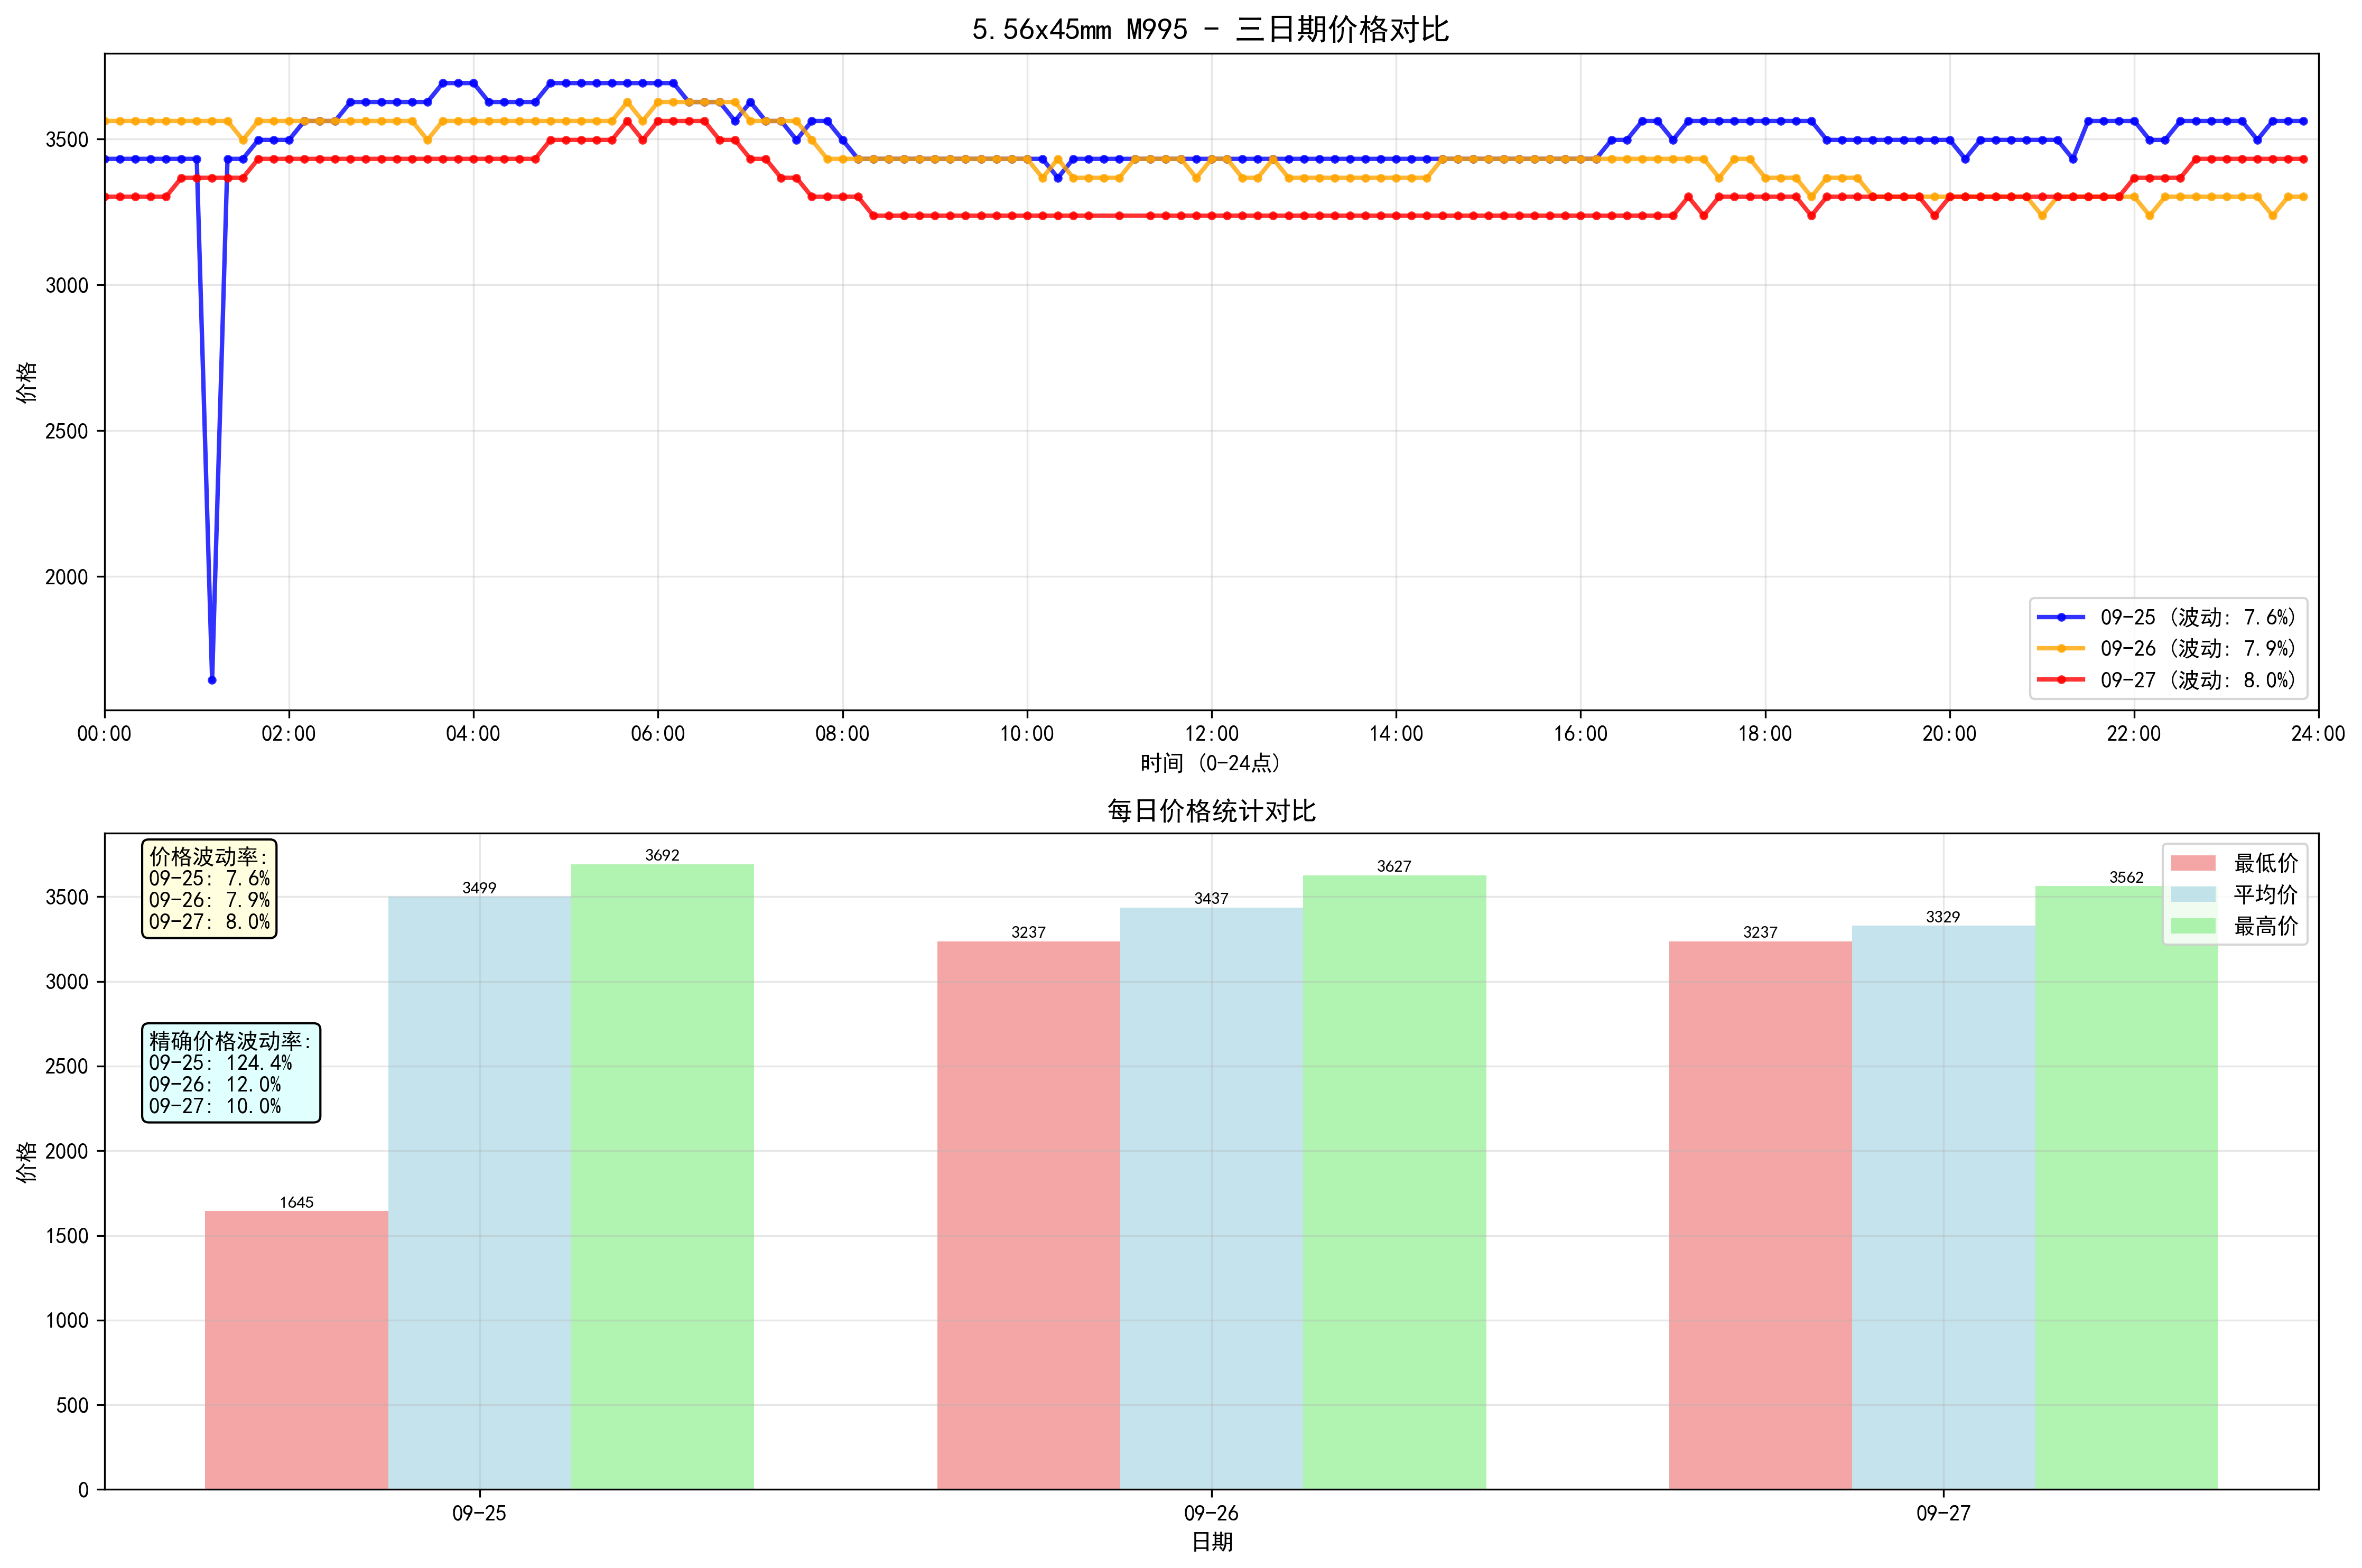 5.56x45mm M995 - 三日期价格对比
价格
3500
3000
2500
2000
00:00 02:00 04:00 06:00 08:00 10:00 12:00 14:00 16:00 18:00 20:00 22:00 24:00
时间 (0-24点)
09-25 (波动: 7.6%)
09-26 (波动: 7.9%)
09-27 (波动: 8.0%)
每日价格统计对比
价格
3500
3000
2500
2000
1500
1000
500
0
价格波动率:
09-25: 7.6%
09-26: 7.9%
09-27: 8.0%
精确价格波动率:
09-25: 124.4%
09-26: 12.0%
09-27: 10.0%
1645
3499
3692
3237
3437
3627
3237
3329
3562
最低价
平均价
最高价
09-25 09-26 09-27
日期